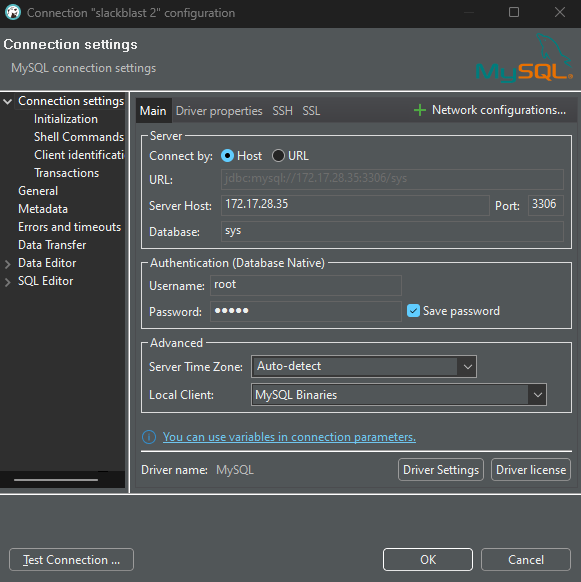 Connection "slackblast 2" configuration
Connection settings
MySQL connection settings
MySQL
Connection settings
Initialization
Shell Commands
Client identificati
Transactions
General
Metadata
Errors and timeouts
Data Transfer
Data Editor
SQL Editor
Main Driver properties SSH SSL + Network configurations...
Server
Connect by: Host URL
URL: jdbc:mysql://172.17.28.35:3306/sys
Server Host: 172.17.28.35 Port: 3306
Database: sys
Authentication (Database Native)
Username: root
Password: ••••• Save password
Advanced
Server Time Zone: Auto-detect
Local Client: MySQL Binaries
You can use variables in connection parameters.
Driver name: MySQL Driver Settings Driver license
Test Connection ... OK Cancel